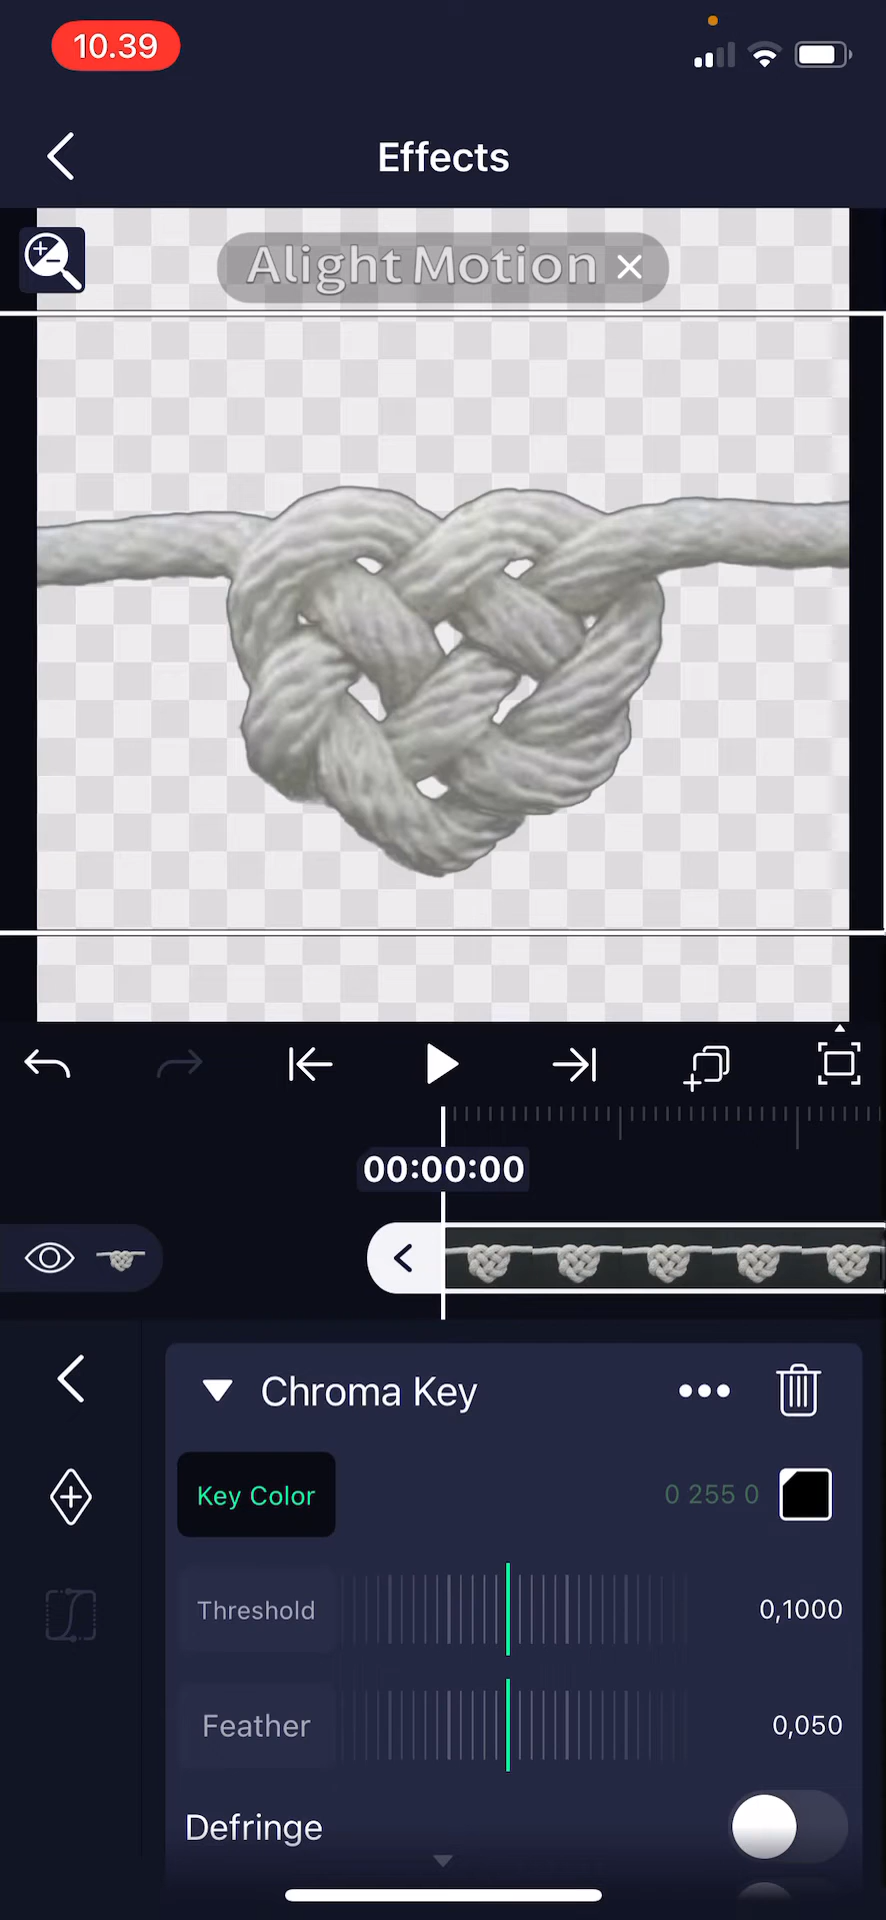 10.39
Effects
Alight Motion
00:00:00
Chroma Key
Key Color
0 255 0
Threshold
0,1000
Feather
0,050
Defringe